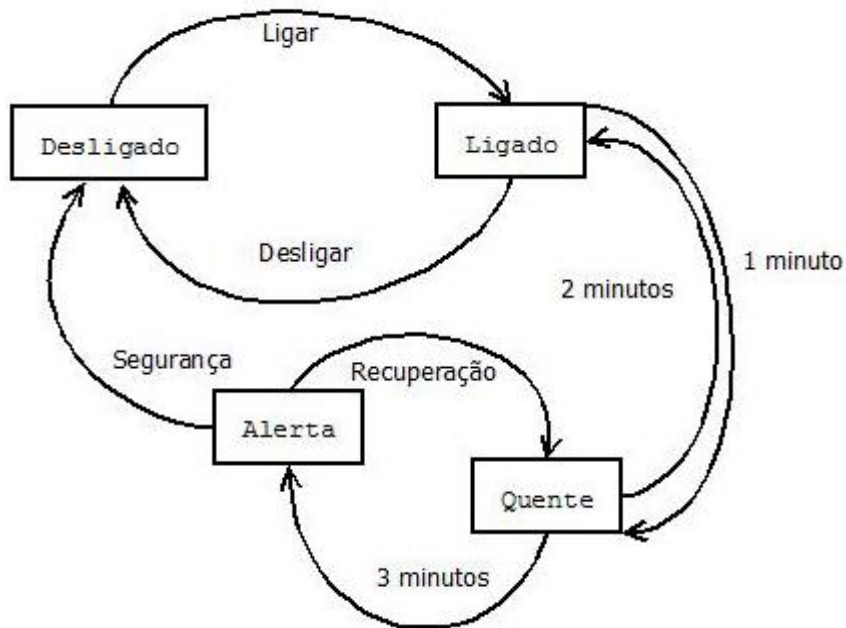 Ligar
Desligado
Ligado
Desligar
1 minuto
2 minutos
Segurança
Recuperação
Alerta
Quente
3 minutos